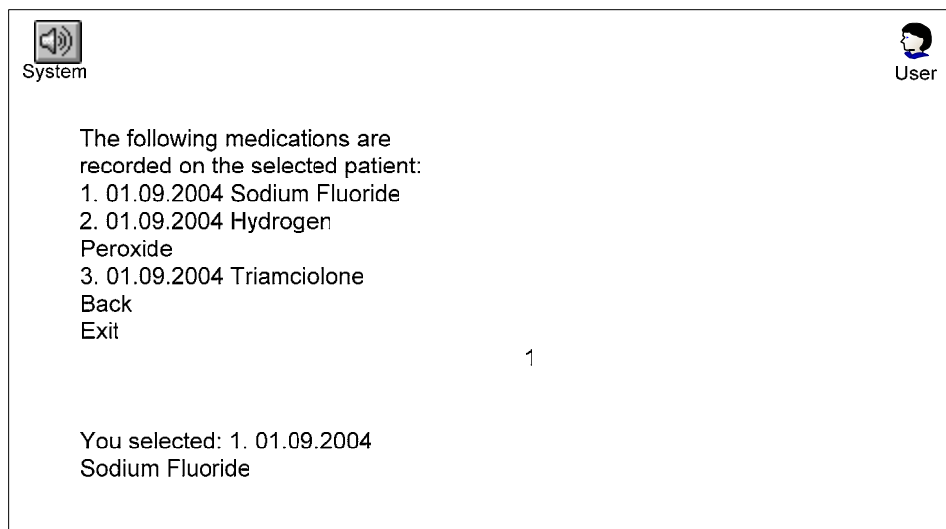 System
User
The following medications are
recorded on the selected patient:
1. 01.09.2004 Sodium Fluoride
2. 01.09.2004 Hydrogen
Peroxide
3. 01.09.2004 Triamciolone
Back
Exit
1
You selected: 1. 01.09.2004
Sodium Fluoride